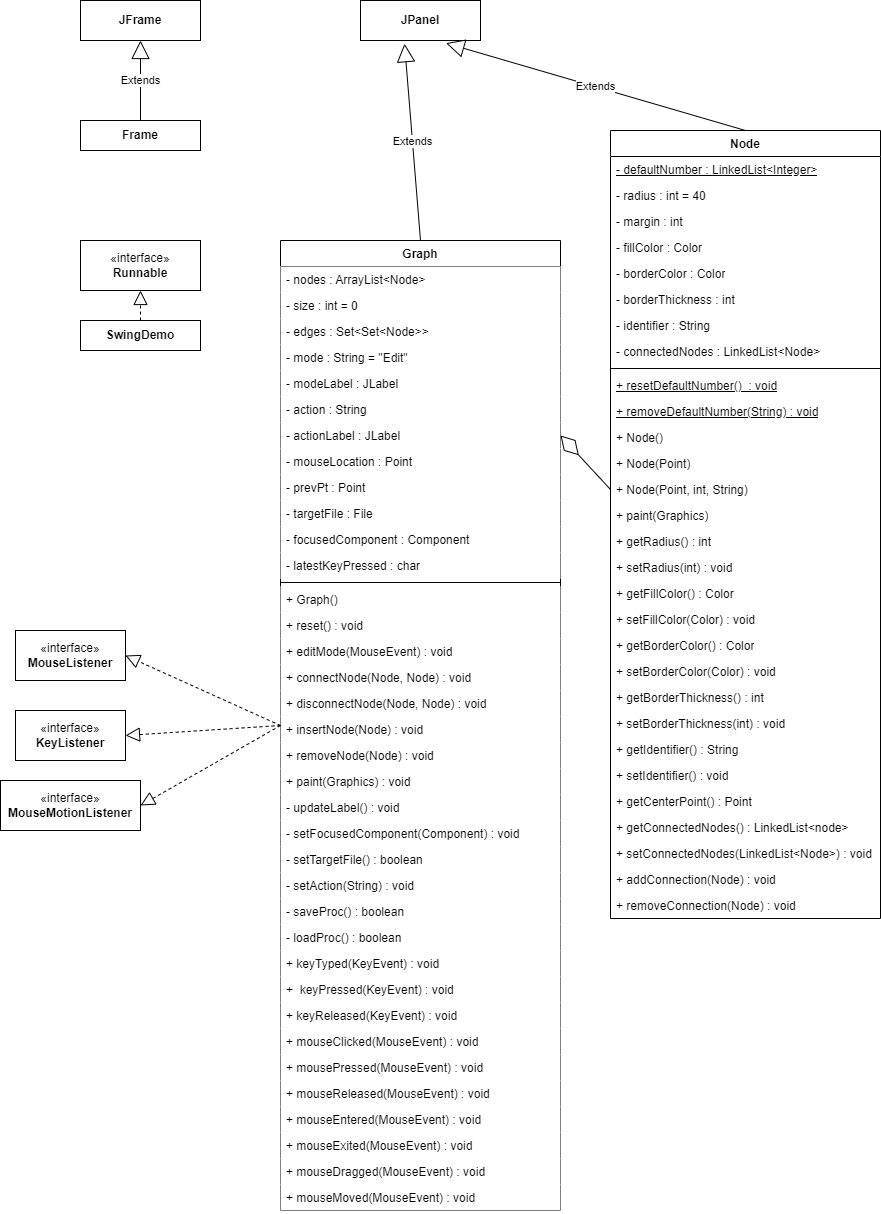 JFrame
Extends
Frame
JPanel
Extends
Extends
«interface»
Runnable
SwingDemo
«interface»
MouseListener
«interface»
KeyListener
«interface»
MouseMotionListener
Graph
- nodes : ArrayList<Node>
- size : int = 0
- edges : Set<Set<Node>>
- mode : String = "Edit"
- modeLabel : JLabel
- action : String
- actionLabel : JLabel
- mouseLocation : Point
- prevPt : Point
- targetFile : File
- focusedComponent : Component
- latestKeyPressed : char
+ Graph()
+ reset() : void
+ editMode(MouseEvent) : void
+ connectNode(Node, Node) : void
+ disconnectNode(Node, Node) : void
+ insertNode(Node) : void
+ removeNode(Node) : void
+ paint(Graphics) : void
- updateLabel() : void
- setFocusedComponent(Component) : void
- setTargetFile() : boolean
- setAction(String) : void
- saveProc() : boolean
- loadProc() : boolean
+ keyTyped(KeyEvent) : void
+  keyPressed(KeyEvent) : void
+ keyReleased(KeyEvent) : void
+ mouseClicked(MouseEvent) : void
+ mousePressed(MouseEvent) : void
+ mouseReleased(MouseEvent) : void
+ mouseEntered(MouseEvent) : void
+ mouseExited(MouseEvent) : void
+ mouseDragged(MouseEvent) : void
+ mouseMoved(MouseEvent) : void
Node
- defaultNumber : LinkedList<Integer>
- radius : int = 40
- margin : int
- fillColor : Color
- borderColor : Color
- borderThickness : int
- identifier : String
- connectedNodes : LinkedList<Node>
+ resetDefaultNumber()  : void
+ removeDefaultNumber(String) : void
+ Node()
+ Node(Point)
+ Node(Point, int, String)
+ paint(Graphics)
+ getRadius() : int
+ setRadius(int) : void
+ getFillColor() : Color
+ setFillColor(Color) : void
+ getBorderColor() : Color
+ setBorderColor(Color) : void
+ getBorderThickness() : int
+ setBorderThickness(int) : void
+ getIdentifier() : String
+ setIdentifier() : void
+ getCenterPoint() : Point
+ getConnectedNodes() : LinkedList<node>
+ setConnectedNodes(LinkedList<Node>) : void
+ addConnection(Node) : void
+ removeConnection(Node) : void